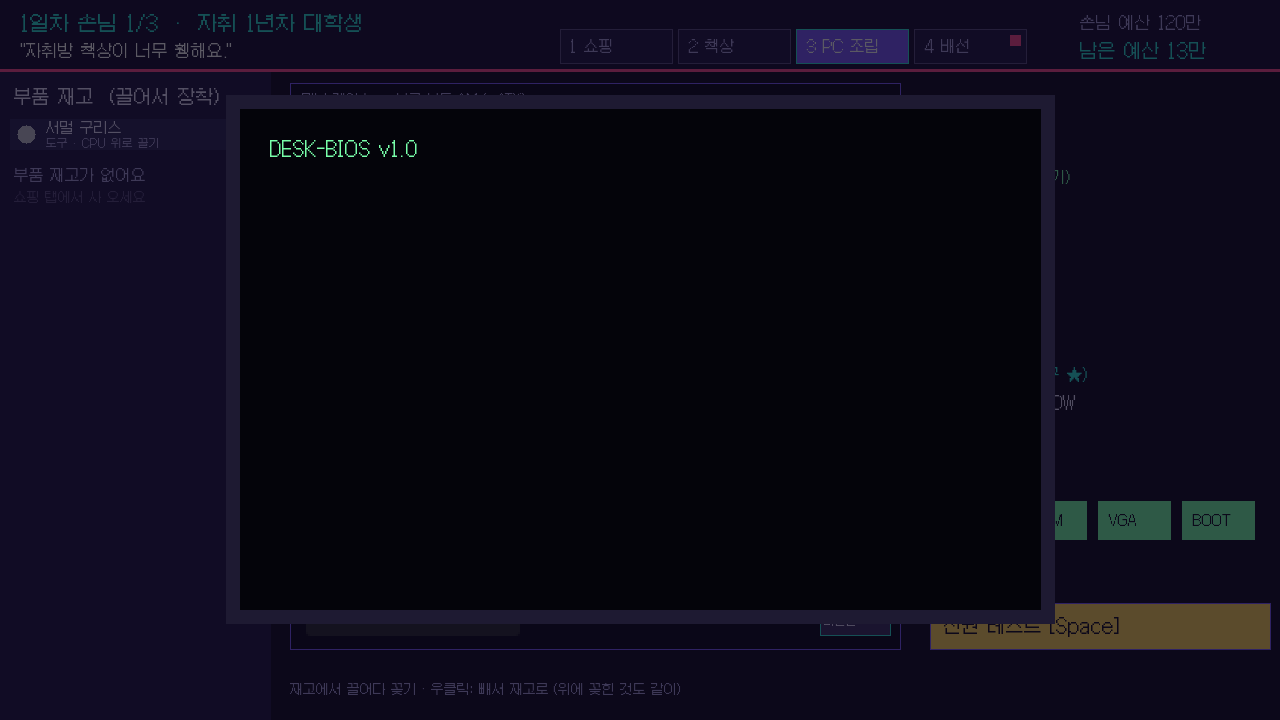 1일차 손님 1/3 · 자취 1년차 대학생
"자취방 책상이 너무 휑해요."
1 쇼핑
2 책상
3 PC 조립
4 배선
손님 예산 120만
남은 예산 13만
부품 재고 (끌어서 장착)
서멀 구리스
도구 · CPU 위로 끌기
부품 재고가 없어요
쇼핑 탭에서 사 오세요
DESK-BIOS v1.0
기)
★)
OW
VGA
BOOT
전원 테스트 [Space]
재고에서 끌어다 꽂기 · 우클릭: 빼서 재고로 (위에 꽂힌 것도 같이)